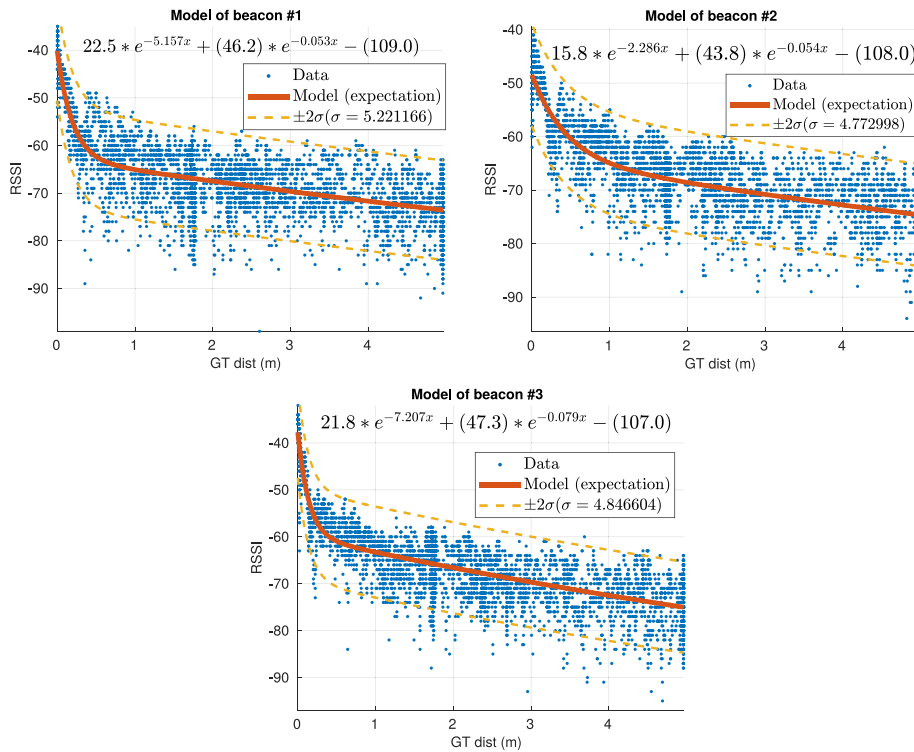 Model of beacon #1
22.5 ∗ e^{-5.157x} + (46.2) ∗ e^{-0.053x} − (109.0)
Data
Model (expectation)
±2σ(σ = 5.221166)
RSSI
-40
-50
-60
-70
-80
-90
0 1 2 3 4
GT dist (m)
Model of beacon #2
15.8 ∗ e^{-2.286x} + (43.8) ∗ e^{-0.054x} − (108.0)
Data
Model (expectation)
±2σ(σ = 4.772998)
RSSI
-40
-50
-60
-70
-80
-90
0 1 2 3 4
GT dist (m)
Model of beacon #3
21.8 ∗ e^{-7.207x} + (47.3) ∗ e^{-0.079x} − (107.0)
Data
Model (expectation)
±2σ(σ = 4.846604)
RSSI
-40
-50
-60
-70
-80
-90
0 1 2 3 4
GT dist (m)